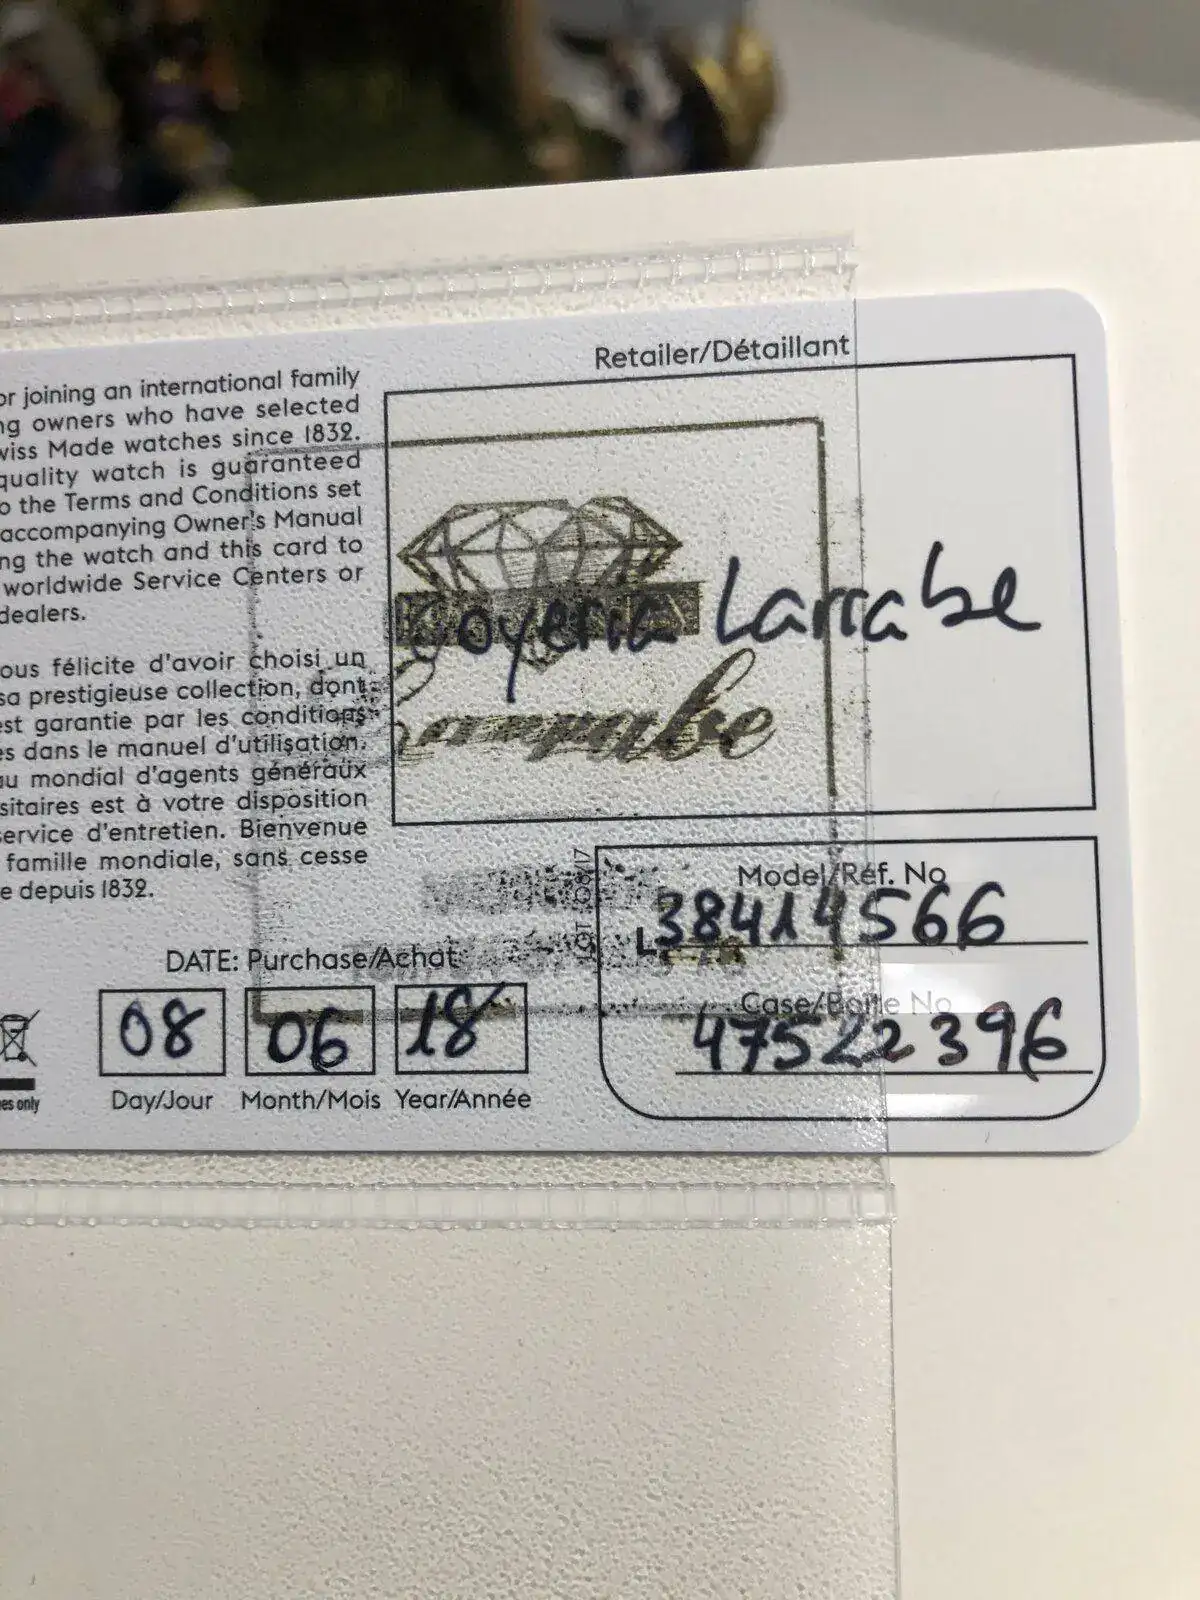 Retailer/Détaillant
or joining an international family
ng owners who have selected
wiss Made watches since 1832.
quality watch is guaranteed
o the Terms and Conditions set
accompanying Owner's Manual
ng the watch and this card to
worldwide Service Centers or
dealers.
ous félicite d'avoir choisi un
sa prestigieuse collection, dont
est garantie par les conditions
es dans le manuel d'utilisation.
au mondial d'agents généraux
sitaires est à votre disposition
service d'entretien. Bienvenue
famille mondiale, sans cesse
e depuis 1832.
Joyeria Larrabe
Larrabe
LOT 08/17
Model/Réf. No
L 38414566
Case/Boîte No
47522396
DATE: Purchase/Achat
08 06 18
Day/Jour Month/Mois Year/Année
es only